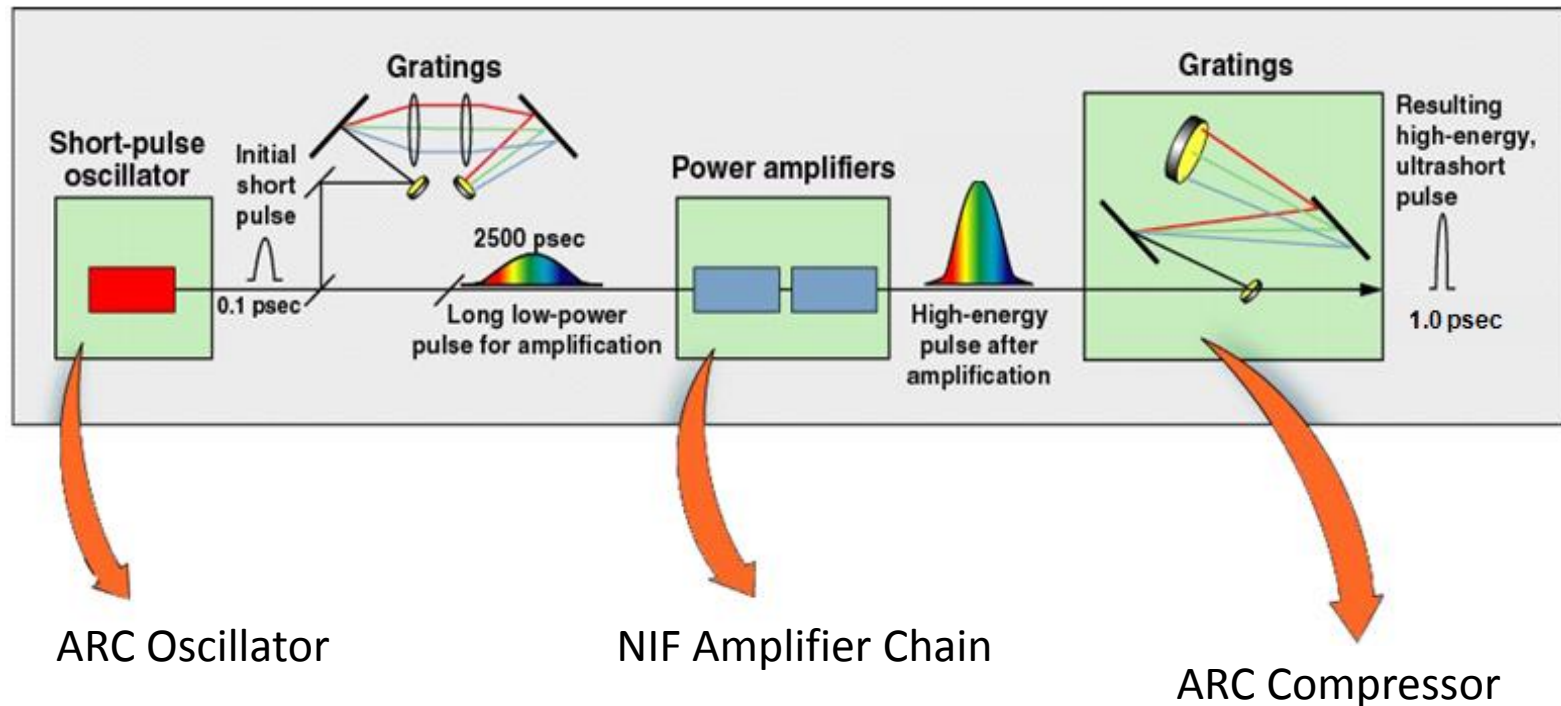 Gratings
Short-pulse
oscillator
Initial
short
pulse
0.1 psec
2500 psec
Long low-power
pulse for amplification
Power amplifiers
High-energy
pulse after
amplification
Gratings
Resulting
high-energy,
ultrashort
pulse
1.0 psec
ARC Oscillator
NIF Amplifier Chain
ARC Compressor